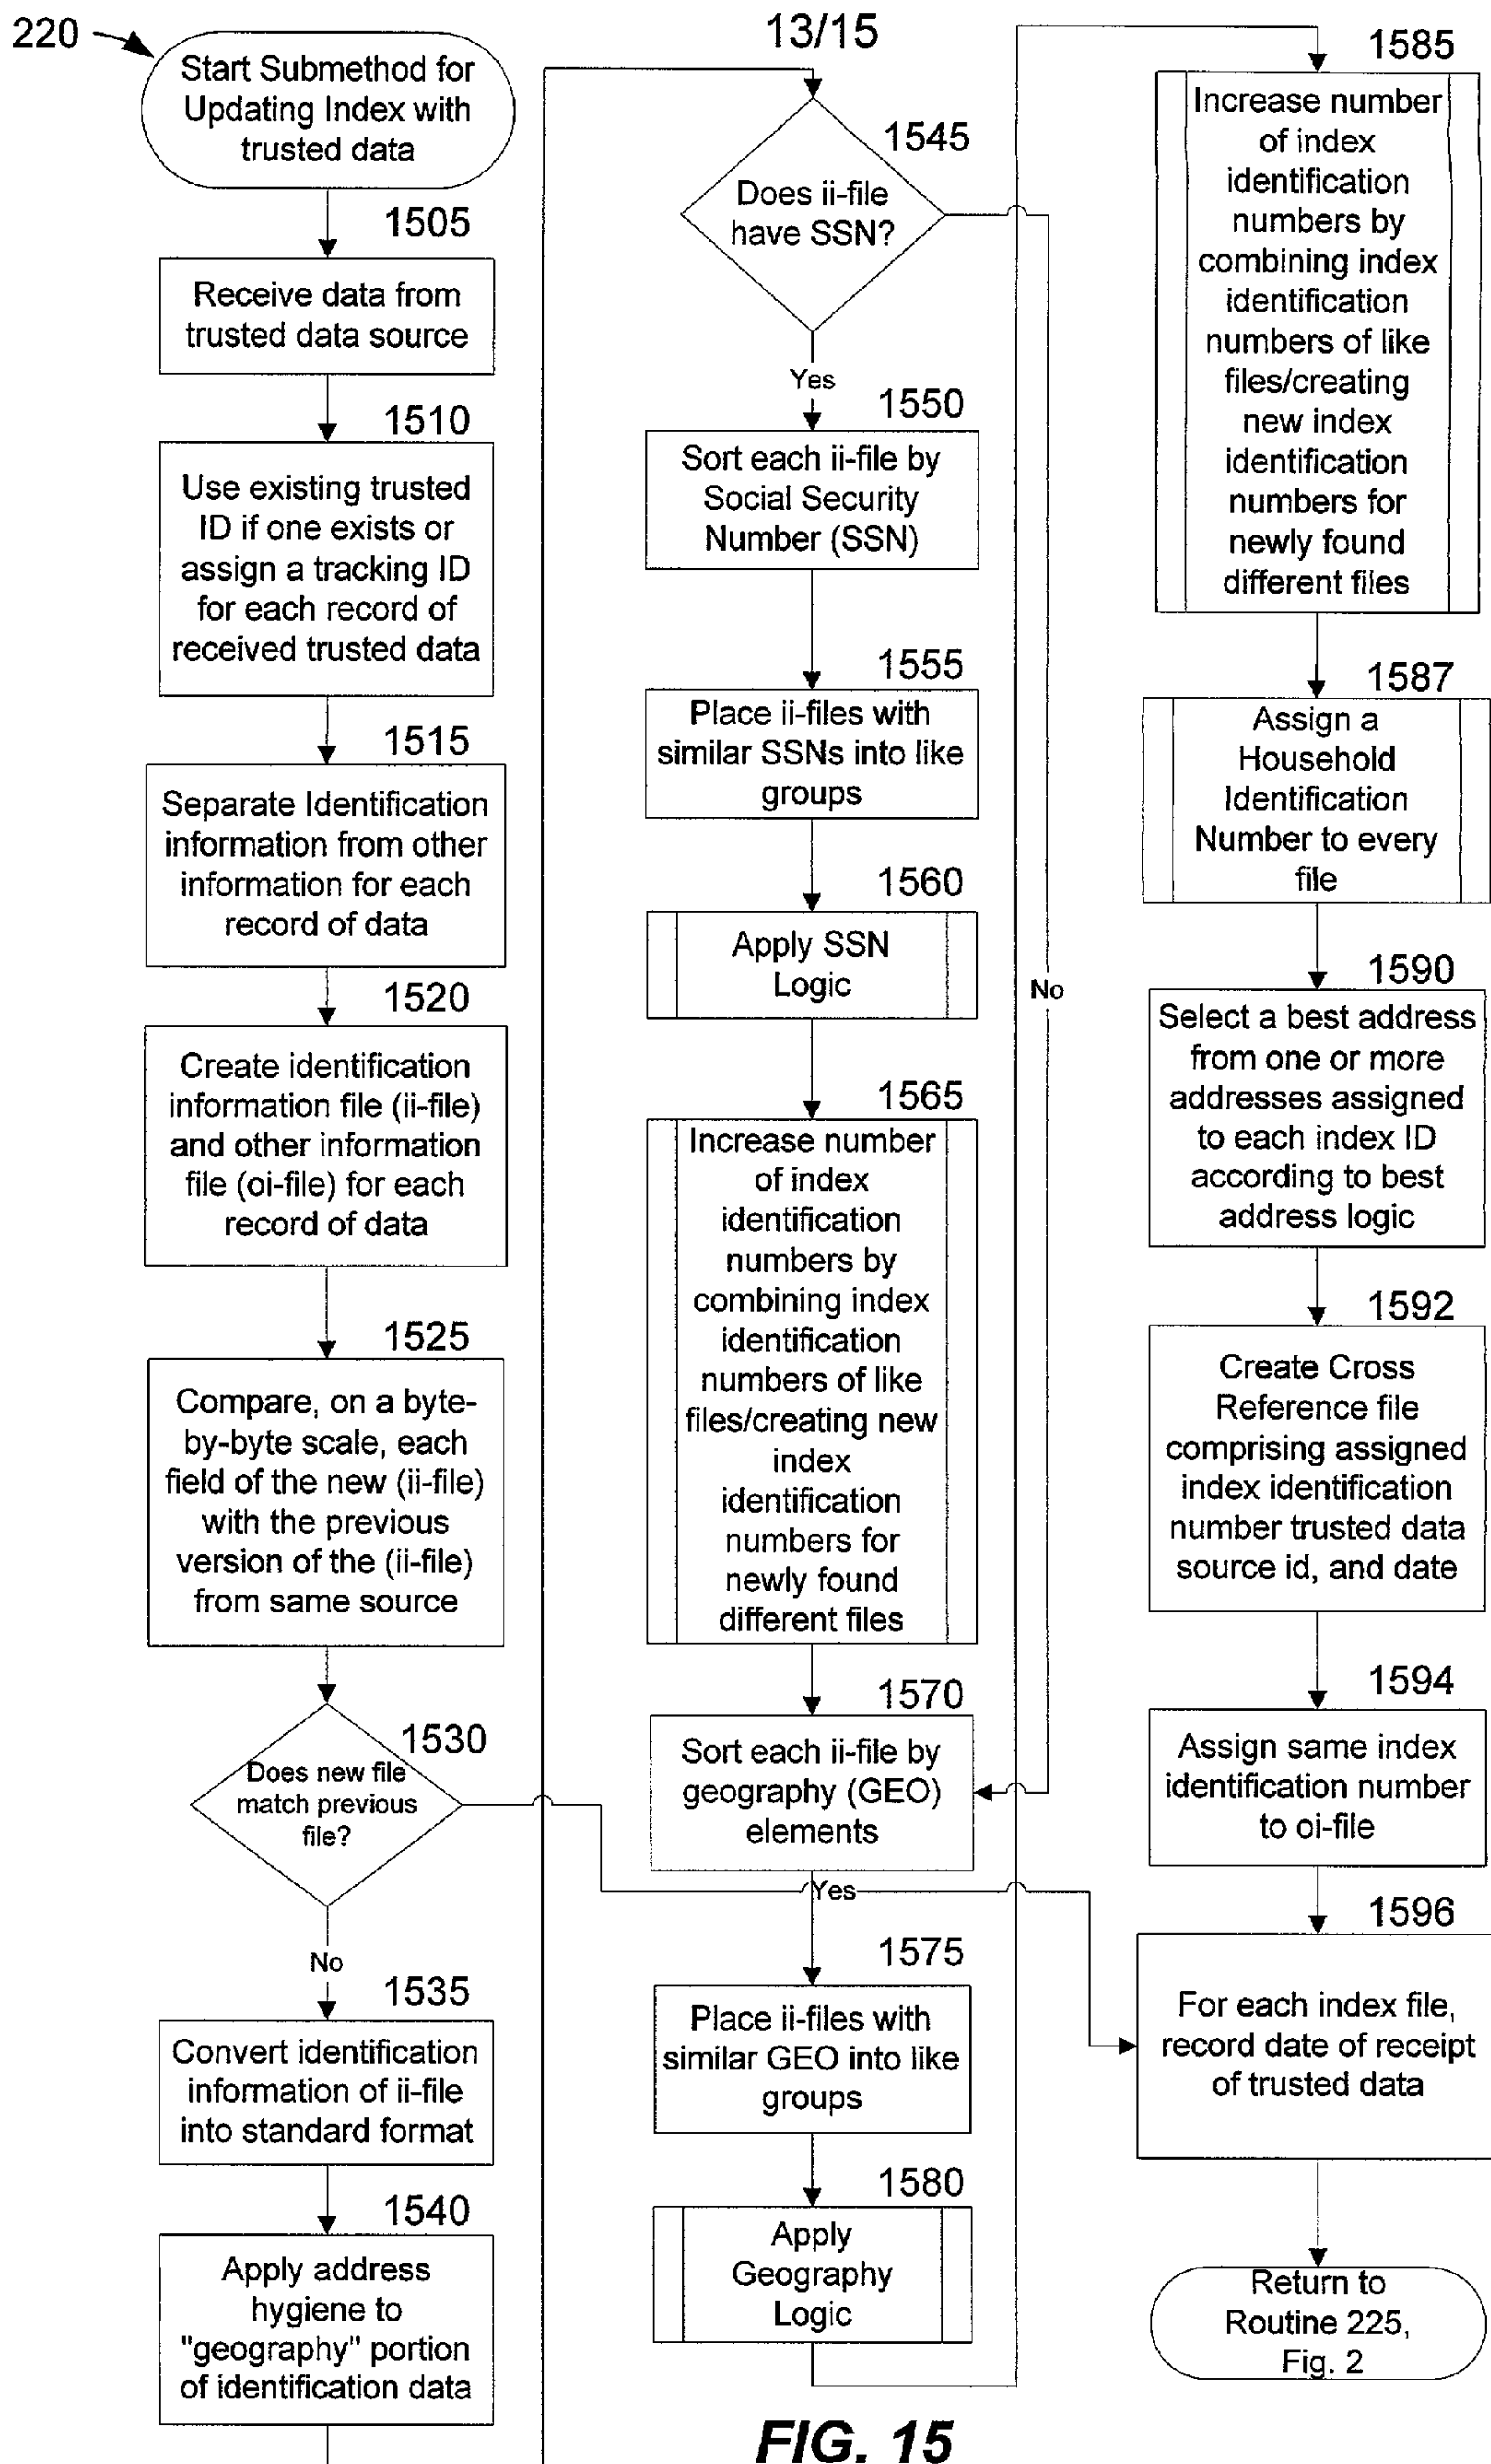 220
Start Submethod for
Updating Index with
trusted data
1505
Receive data from
trusted data source
1510
Use existing trusted
ID if one exists or
assign a tracking ID
for each record of
received trusted data
1515
Separate Identification
information from other
information for each
record of data
1520
Create identification
information file (ii-file)
and other information
file (oi-file) for each
record of data
1525
Compare, on a byte-
by-byte scale, each
field of the new (ii-file)
with the previous
version of the (ii-file)
from same source
1530
Does new file
match previous
file?
No
1535
Convert identification
information of ii-file
into standard format
1540
Apply address
hygiene to
"geography" portion
of identification data
13/15
1545
Does ii-file
have SSN?
Yes
1550
Sort each ii-file by
Social Security
Number (SSN)
1555
Place ii-files with
similar SSNs into like
groups
1560
Apply SSN
Logic
No
1565
Increase number
of index
identification
numbers by
combining index
identification
numbers of like
files/creating new
index
identification
numbers for
newly found
different files
1570
Sort each ii-file by
geography (GEO)
elements
Yes
1575
Place ii-files with
similar GEO into like
groups
1580
Apply
Geography
Logic
1585
Increase number
of index
identification
numbers by
combining index
identification
numbers of like
files/creating
new index
identification
numbers for
newly found
different files
1587
Assign a
Household
Identification
Number to every
file
1590
Select a best address
from one or more
addresses assigned
to each index ID
according to best
address logic
1592
Create Cross
Reference file
comprising assigned
index identification
number trusted data
source id, and date
1594
Assign same index
identification number
to oi-file
1596
For each index file,
record date of receipt
of trusted data
Return to
Routine 225,
Fig. 2
FIG. 15